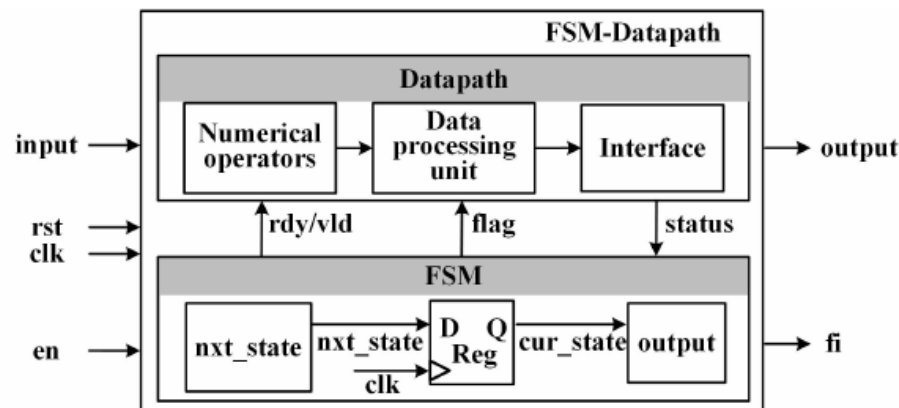 FSM-Datapath
Datapath
input
Numerical
operators
Data
processing
unit
Interface
output
rst
clk
rdy/vld
flag
status
FSM
en
nxt_state
nxt_state
D Q
Reg
clk
cur_state
output
fi